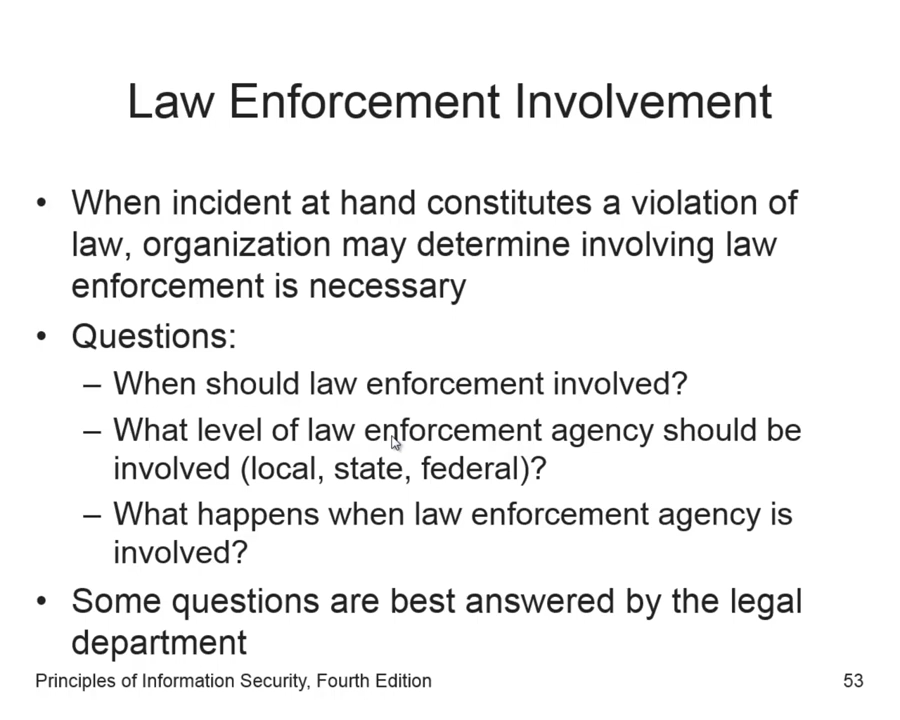 Law Enforcement Involvement
• When incident at hand constitutes a violation of
law, organization may determine involving law
enforcement is necessary
• Questions:
– When should law enforcement involved?
– What level of law enforcement agency should be
involved (local, state, federal)?
– What happens when law enforcement agency is
involved?
• Some questions are best answered by the legal
department
Principles of Information Security, Fourth Edition 53